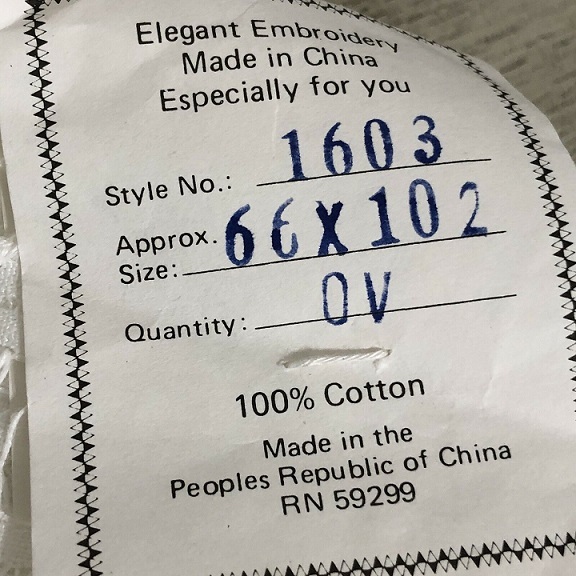 Elegant Embroidery
Made in China
Especially for you
Style No.: 1603
Approx. 66X102
Size:
Quantity: OV
100% Cotton
Made in the
Peoples Republic of China
RN 59299